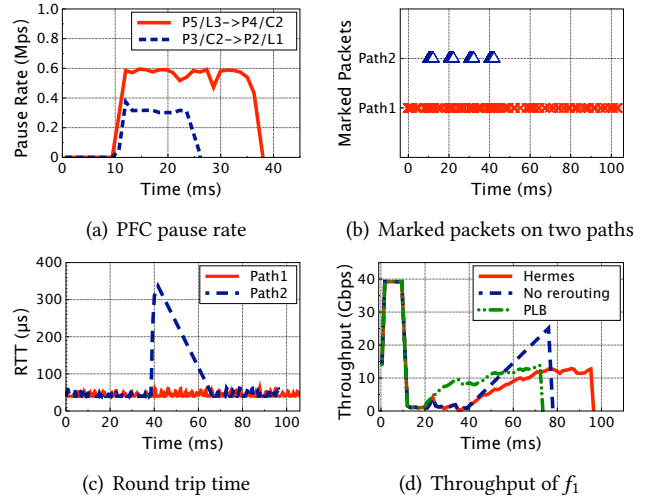 P5/L3->P4/C2
P3/C2->P2/L1
Pause Rate (Mps)
1
0.8
0.6
0.4
0.2
0
0 10 20 30 40
Time (ms)
(a) PFC pause rate
Marked Packets
Path2
Path1
0 20 40 60 80 100
Time (ms)
(b) Marked packets on two paths
Path1
Path2
RTT (μs)
400
300
200
100
0
0 20 40 60 80 100
Time (ms)
(c) Round trip time
Hermes
No rerouting
PLB
Throughput (Gbps)
40
30
20
10
0
0 20 40 60 80 100
Time (ms)
(d) Throughput of f₁